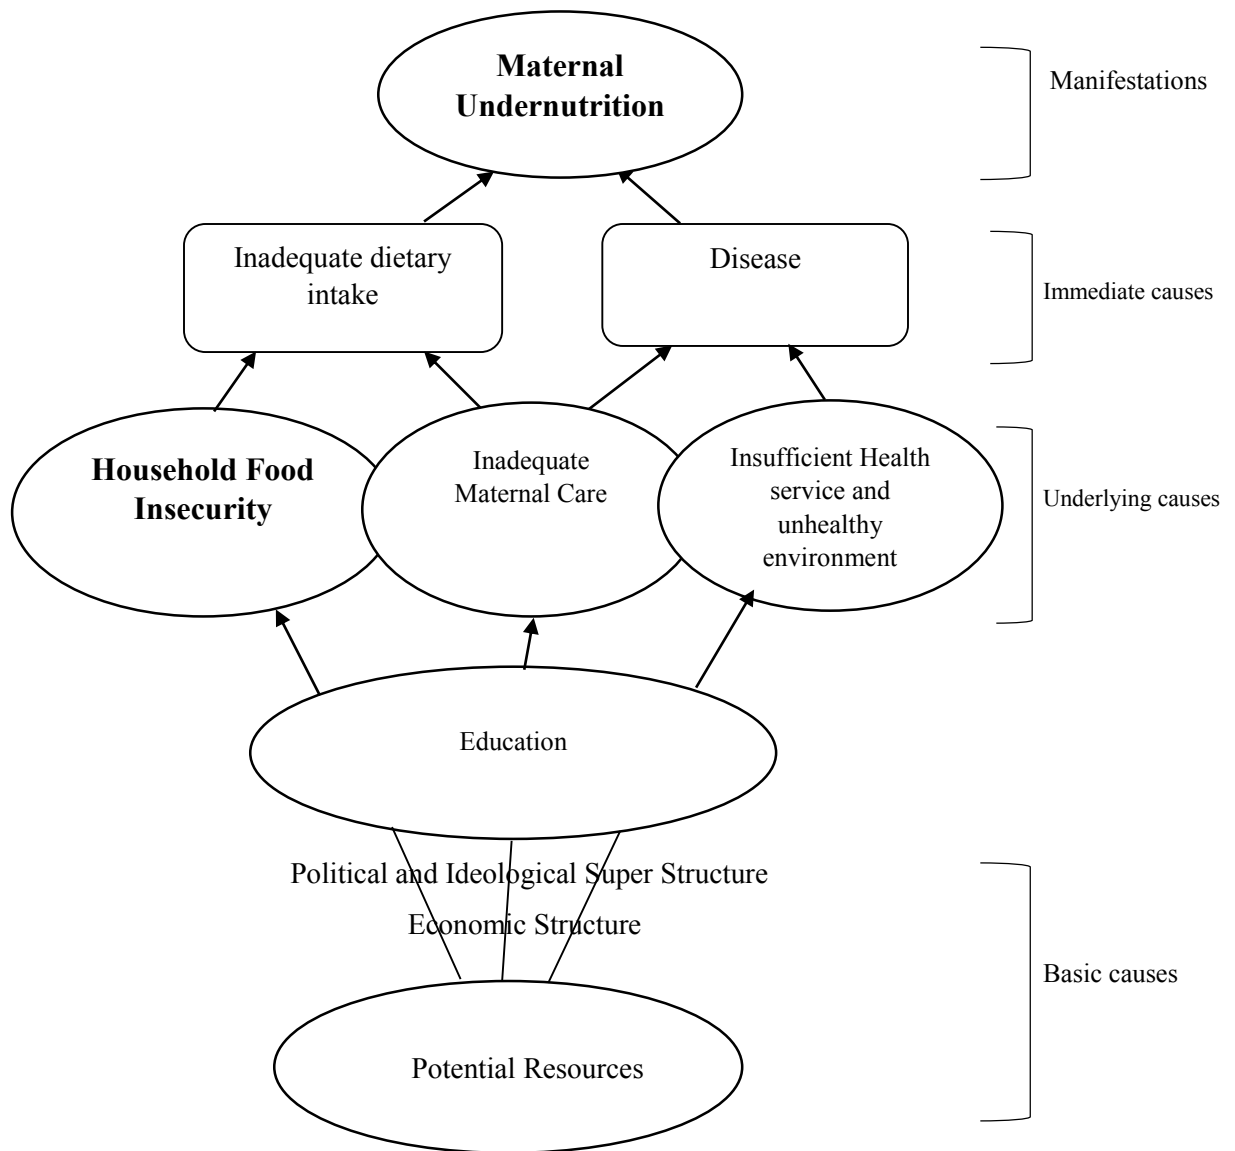 Maternal
Undernutrition
Manifestations
Inadequate dietary
intake
Disease
Immediate causes
Household Food
Insecurity
Inadequate
Maternal Care
Insufficient Health
service and
unhealthy
environment
Underlying causes
Education
Political and Ideological Super Structure
Economic Structure
Basic causes
Potential Resources